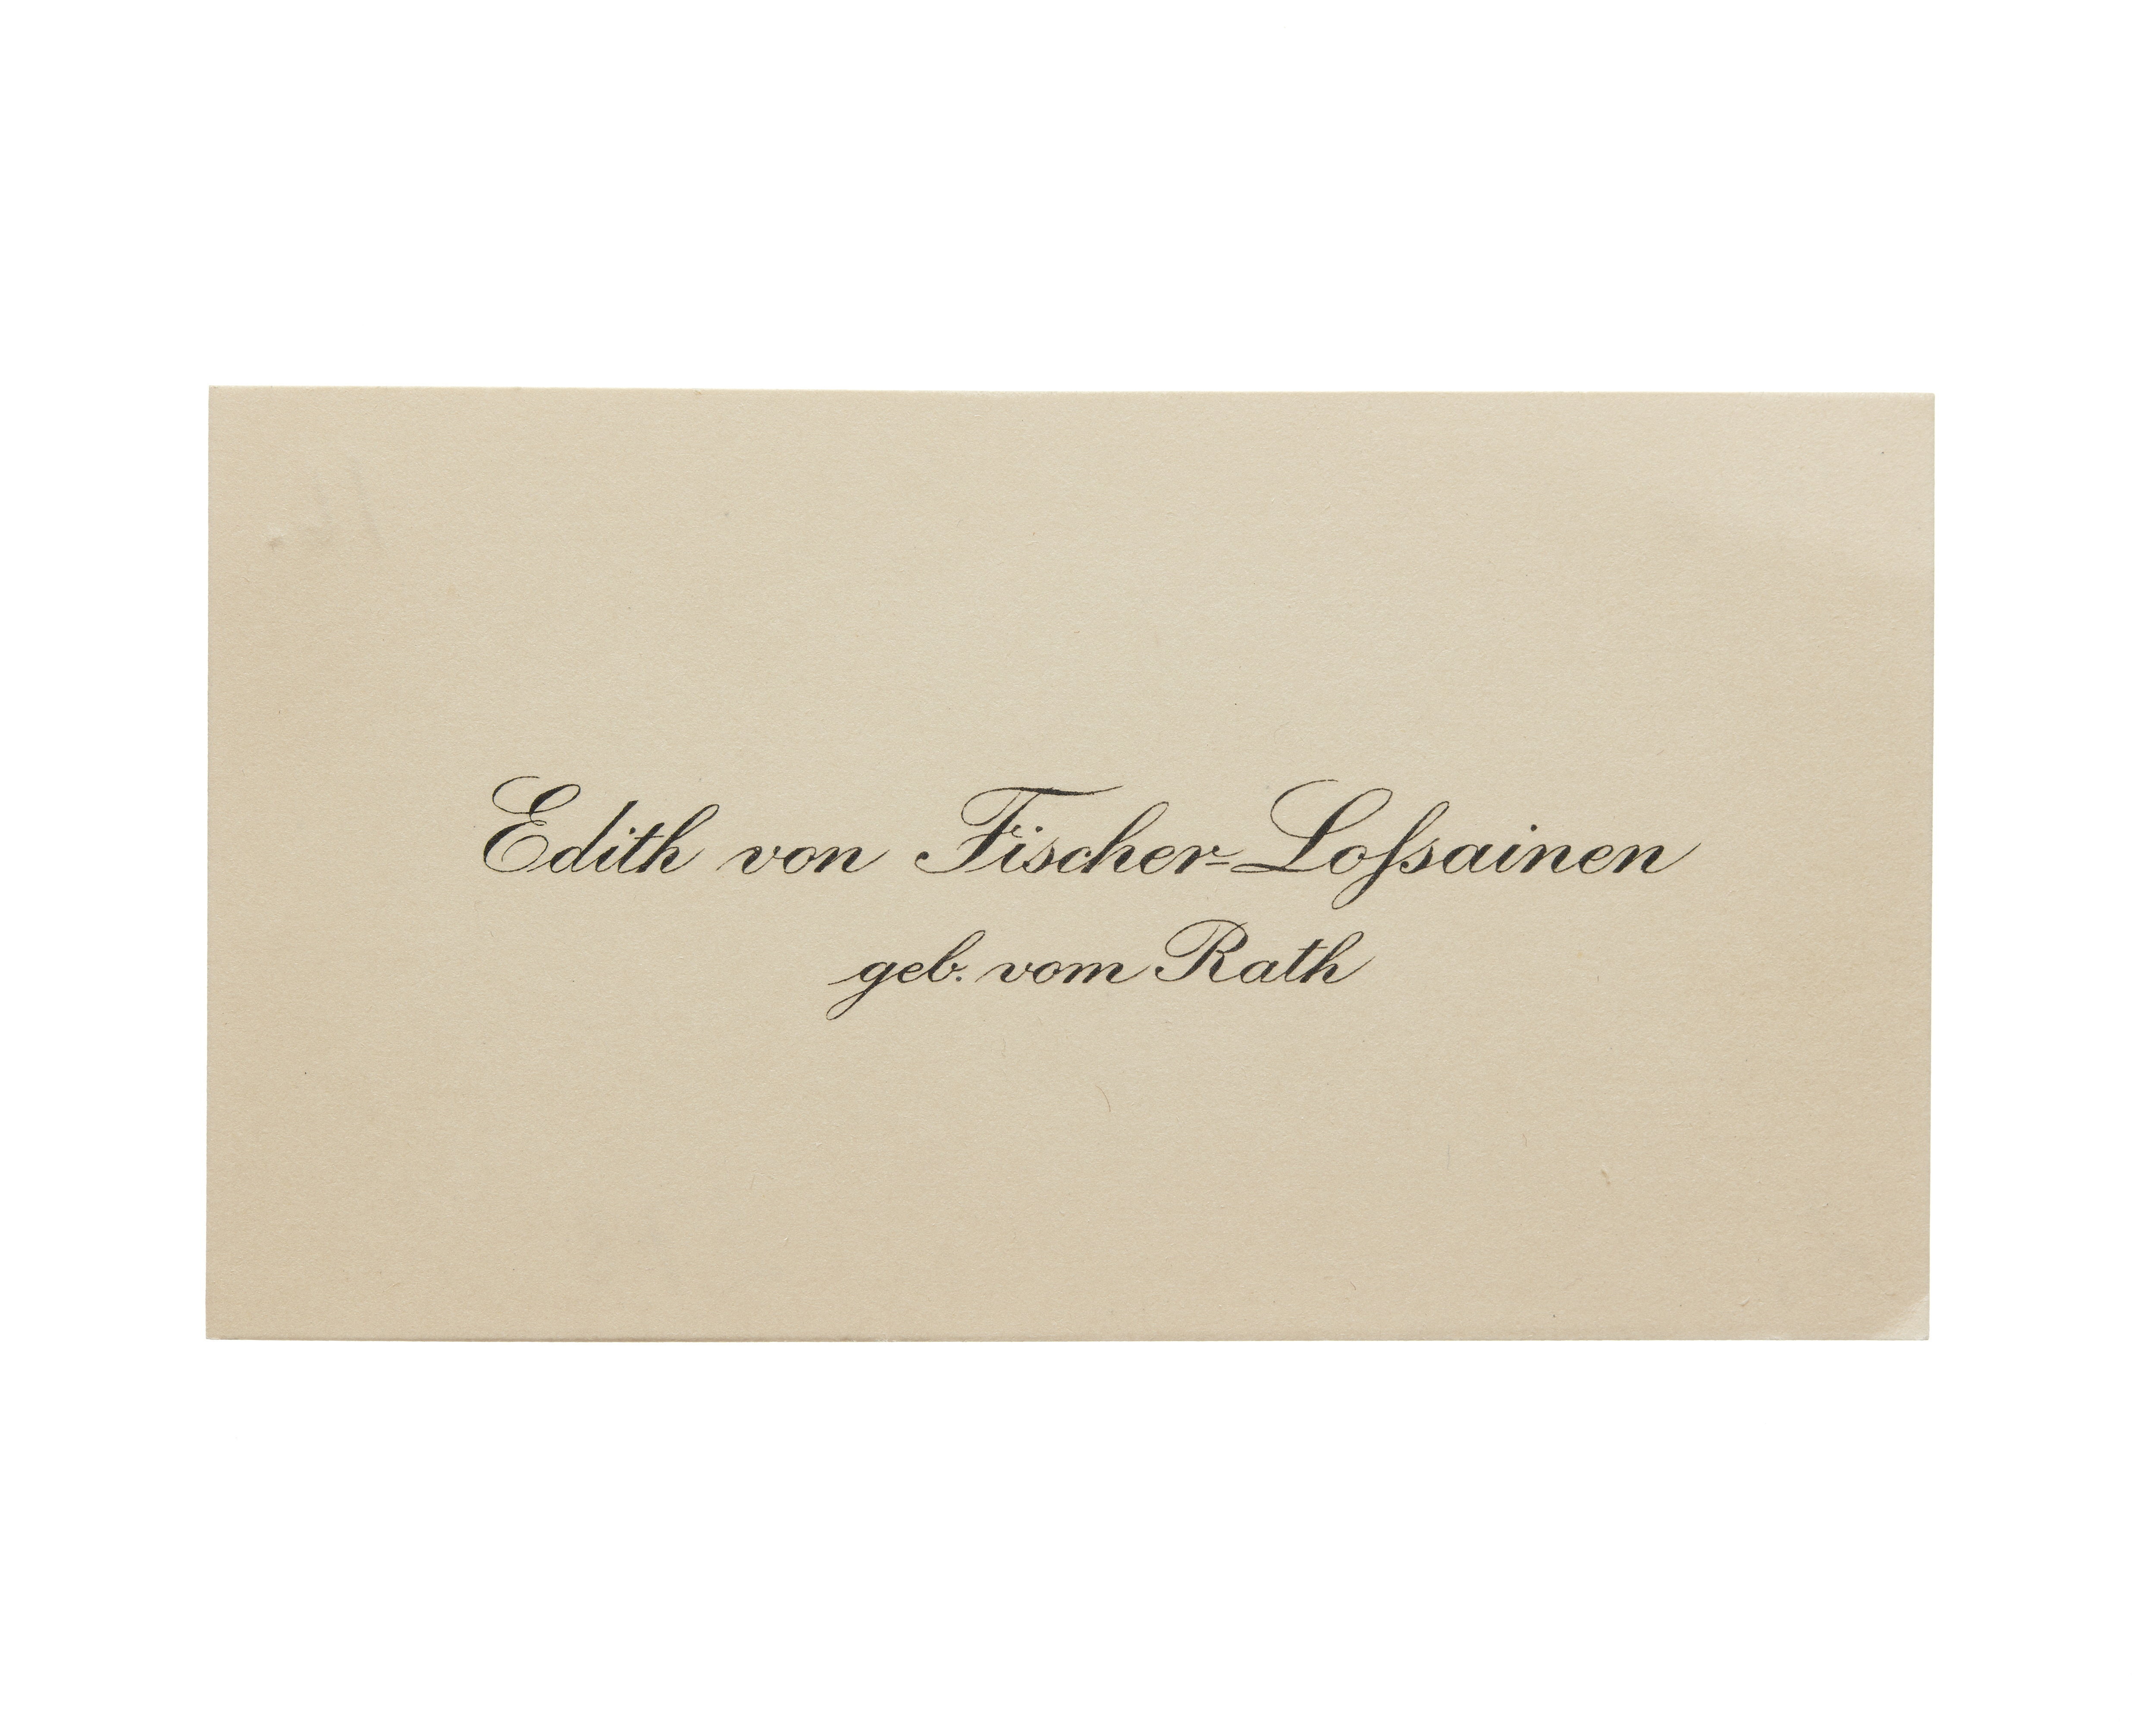 Edith von Fischer-Loſsainen
geb. vom Rath